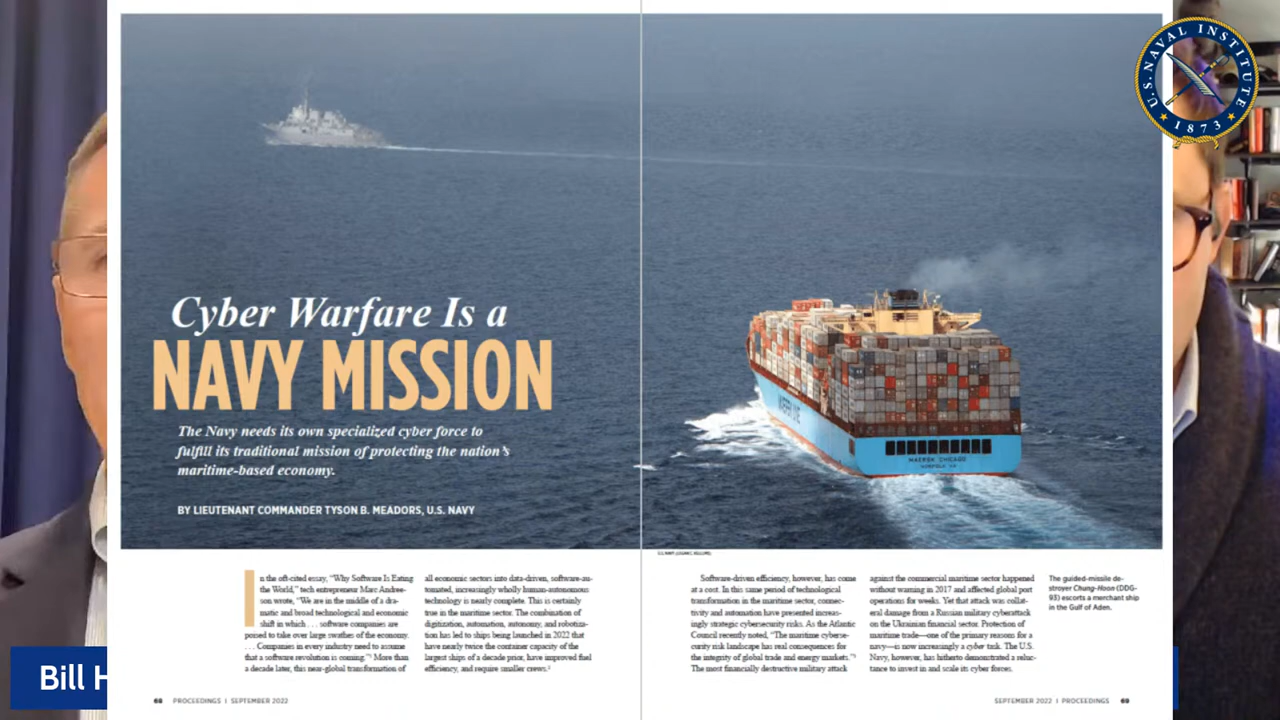 U.S. NAVAL INSTITUTE
1873
Cyber Warfare Is a
NAVY MISSION
The Navy needs its own specialized cyber force to
fulfill its traditional mission of protecting the nation's
maritime-based economy.
BY LIEUTENANT COMMANDER TYSON B. MEADORS, U.S. NAVY
MAERSK CHICAGO
In the oft-cited essay, "Why Software Is Eating
the World," tech entrepreneur Marc Andree-
son wrote, "We are in the middle of a dra-
matic and broad technological and economic
shift in which . . . software companies are
poised to take over large swathes of the economy.
. . . Companies in every industry need to assume
that a software revolution is coming."¹ More than
a decade later, this near-global transformation of
all economic sectors into data-driven, software-au-
tomated, increasingly wholly human-autonomous
technology is nearly complete. This is certainly
true in the maritime sector. The combination of
digitization, automation, autonomy, and robotiza-
tion has led to ships being launched in 2022 that
have nearly twice the container capacity of the
largest ships of a decade prior, have improved fuel
efficiency, and require smaller crews.²
Software-driven efficiency, however, has come
at a cost. In this same period of technological
transformation in the maritime sector, connec-
tivity and automation have presented increas-
ingly strategic cybersecurity risks. As the Atlantic
Council recently noted, "The maritime cyberse-
curity risk landscape has real consequences for
the integrity of global trade and energy markets."³
The most financially destructive military attack
against the commercial maritime sector happened
without warning in 2017 and affected global port
operations for weeks. Yet that attack was collat-
eral damage from a Russian military cyberattack
on the Ukrainian financial sector. Protection of
maritime trade—one of the primary reasons for a
navy—is now increasingly a cyber task. The U.S.
Navy, however, has hitherto demonstrated a reluc-
tance to invest in and scale its cyber forces.
The guided-missile de-
stroyer Chung-Hoon (DDG-
93) escorts a merchant ship
in the Gulf of Aden.
68 PROCEEDINGS | SEPTEMBER 2022
SEPTEMBER 2022 | PROCEEDINGS 69
Bill H